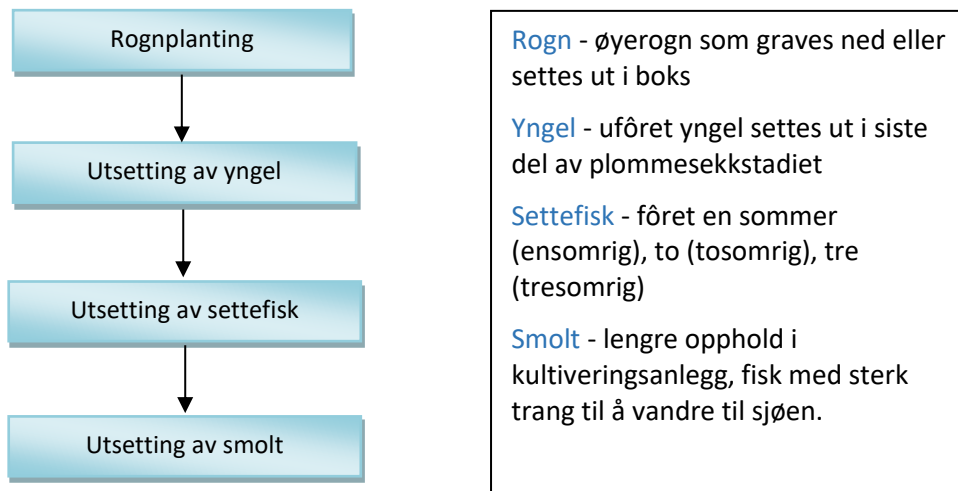 Rognplanting
Utsetting av yngel
Utsetting av settefisk
Utsetting av smolt
Rogn - øyerogn som graves ned eller
settes ut i boks
Yngel - ufôret yngel settes ut i siste
del av plommesekkstadiet
Settefisk - fôret en sommer
(ensomrig), to (tosomrig), tre
(tresomrig)
Smolt - lengre opphold i
kultiveringsanlegg, fisk med sterk
trang til å vandre til sjøen.